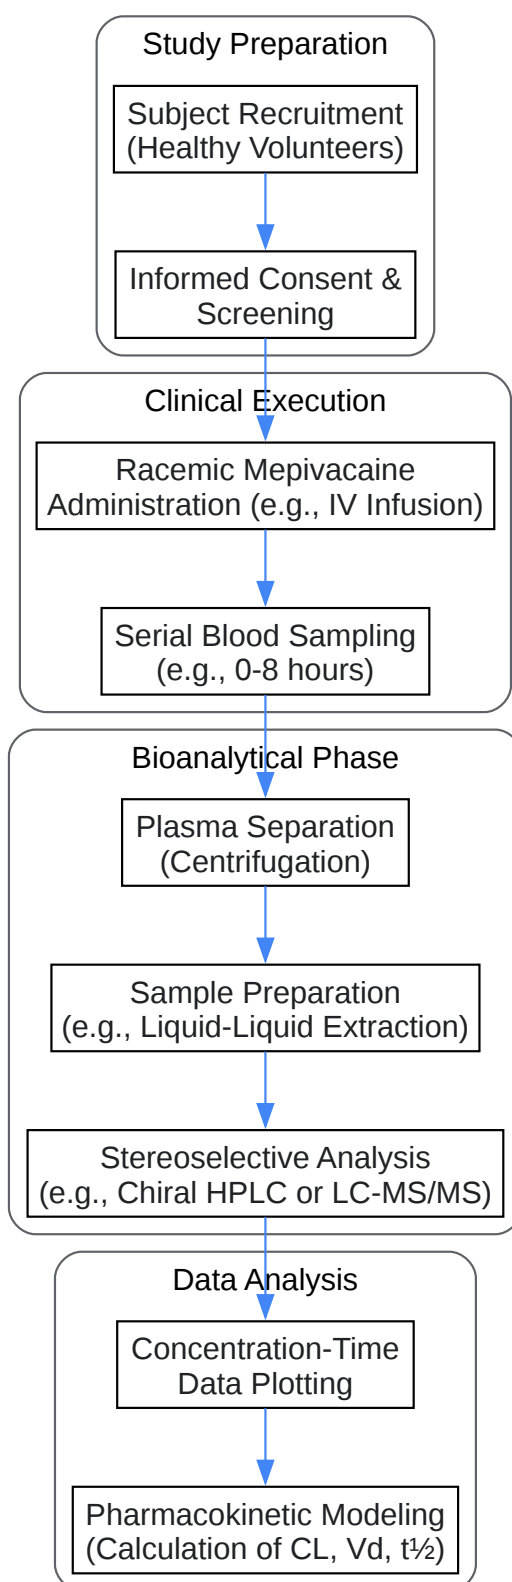 Study Preparation
Subject Recruitment
(Healthy Volunteers)
Informed Consent &
Screening
Clinical Execution
Racemic Mepivacaine
Administration (e.g., IV Infusion)
Serial Blood Sampling
(e.g., 0-8 hours)
Bioanalytical Phase
Plasma Separation
(Centrifugation)
Sample Preparation
(e.g., Liquid-Liquid Extraction)
Stereoselective Analysis
(e.g., Chiral HPLC or LC-MS/MS)
Data Analysis
Concentration-Time
Data Plotting
Pharmacokinetic Modeling
(Calculation of CL, Vd, t½)